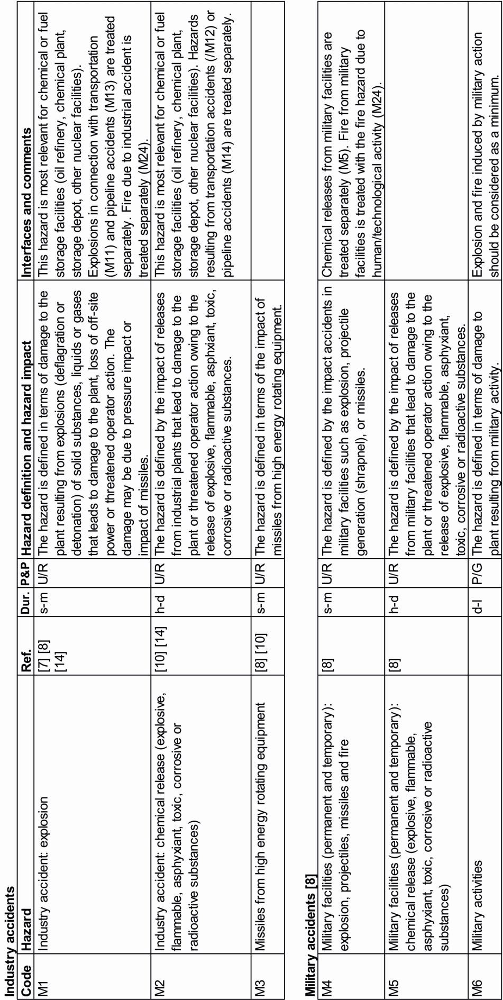 Industry accidents
Code Hazard Ref. Dur. P&P Hazard definition and hazard impact Interfaces and comments
M1 Industry accident: explosion [7] [8] s-m U/R The hazard is defined in terms of damage to the This hazard is most relevant for chemical or fuel
[14] plant resulting from explosions (deflagration or storage facilities (oil refinery, chemical plant,
detonation) of solid substances, liquids or gases storage depot, other nuclear facilities).
that leads to damage to the plant, loss of off-site Explosions in connection with transportation
power or threatened operator action. The (M11) and pipeline accidents (M13) are treated
damage may be due to pressure impact or separately. Fire due to industrial accident is
impact of missiles. treated separately (M24).
M2 Industry accident: chemical release (explosive, [10] [14] h-d U/R The hazard is defined by the impact of releases This hazard is most relevant for chemical or fuel
flammable, asphyxiant, toxic, corrosive or from industrial plants that lead to damage to the storage facilities (oil refinery, chemical plant,
radioactive substances) plant or threatened operator action owing to the storage depot, other nuclear facilities). Hazards
release of explosive, flammable, asphxiant, toxic, resulting from transportation accidents (/M12) or
corrosive or radioactive substances. pipeline accidents (M14) are treated separately.
M3 Missiles from high energy rotating equipment [8] [10] s-m U/R The hazard is defined in terms of the impact of
missiles from high energy rotating equipment.
Military accidents [8]
M4 Military facilities (permanent and temporary): [8] s-m U/R The hazard is defined by the impact accidents in Chemical releases from military facilities are
explosion, projectiles, missiles and fire military facilities such as explosion, projectile treated separately (M5). Fire from military
generation (shrapnel), or missiles. facilities is treated with the fire hazard due to
human/technological activity (M24).
M5 Military facilities (permanent and temporary): [8] h-d U/R The hazard is defined by the impact of releases
chemical release (explosive, flammable, from military facilities that lead to damage to the
asphyxiant, toxic, corrosive or radioactive plant or threatened operator action owing to the
substances) release of explosive, flammable, asphyxiant,
toxic, corrosive or radioactive substances.
M6 Military activities d-l P/G The hazard is defined in terms of damage to Explosion and fire induced by military action
plant resulting from military activity. should be considered as a minimum.